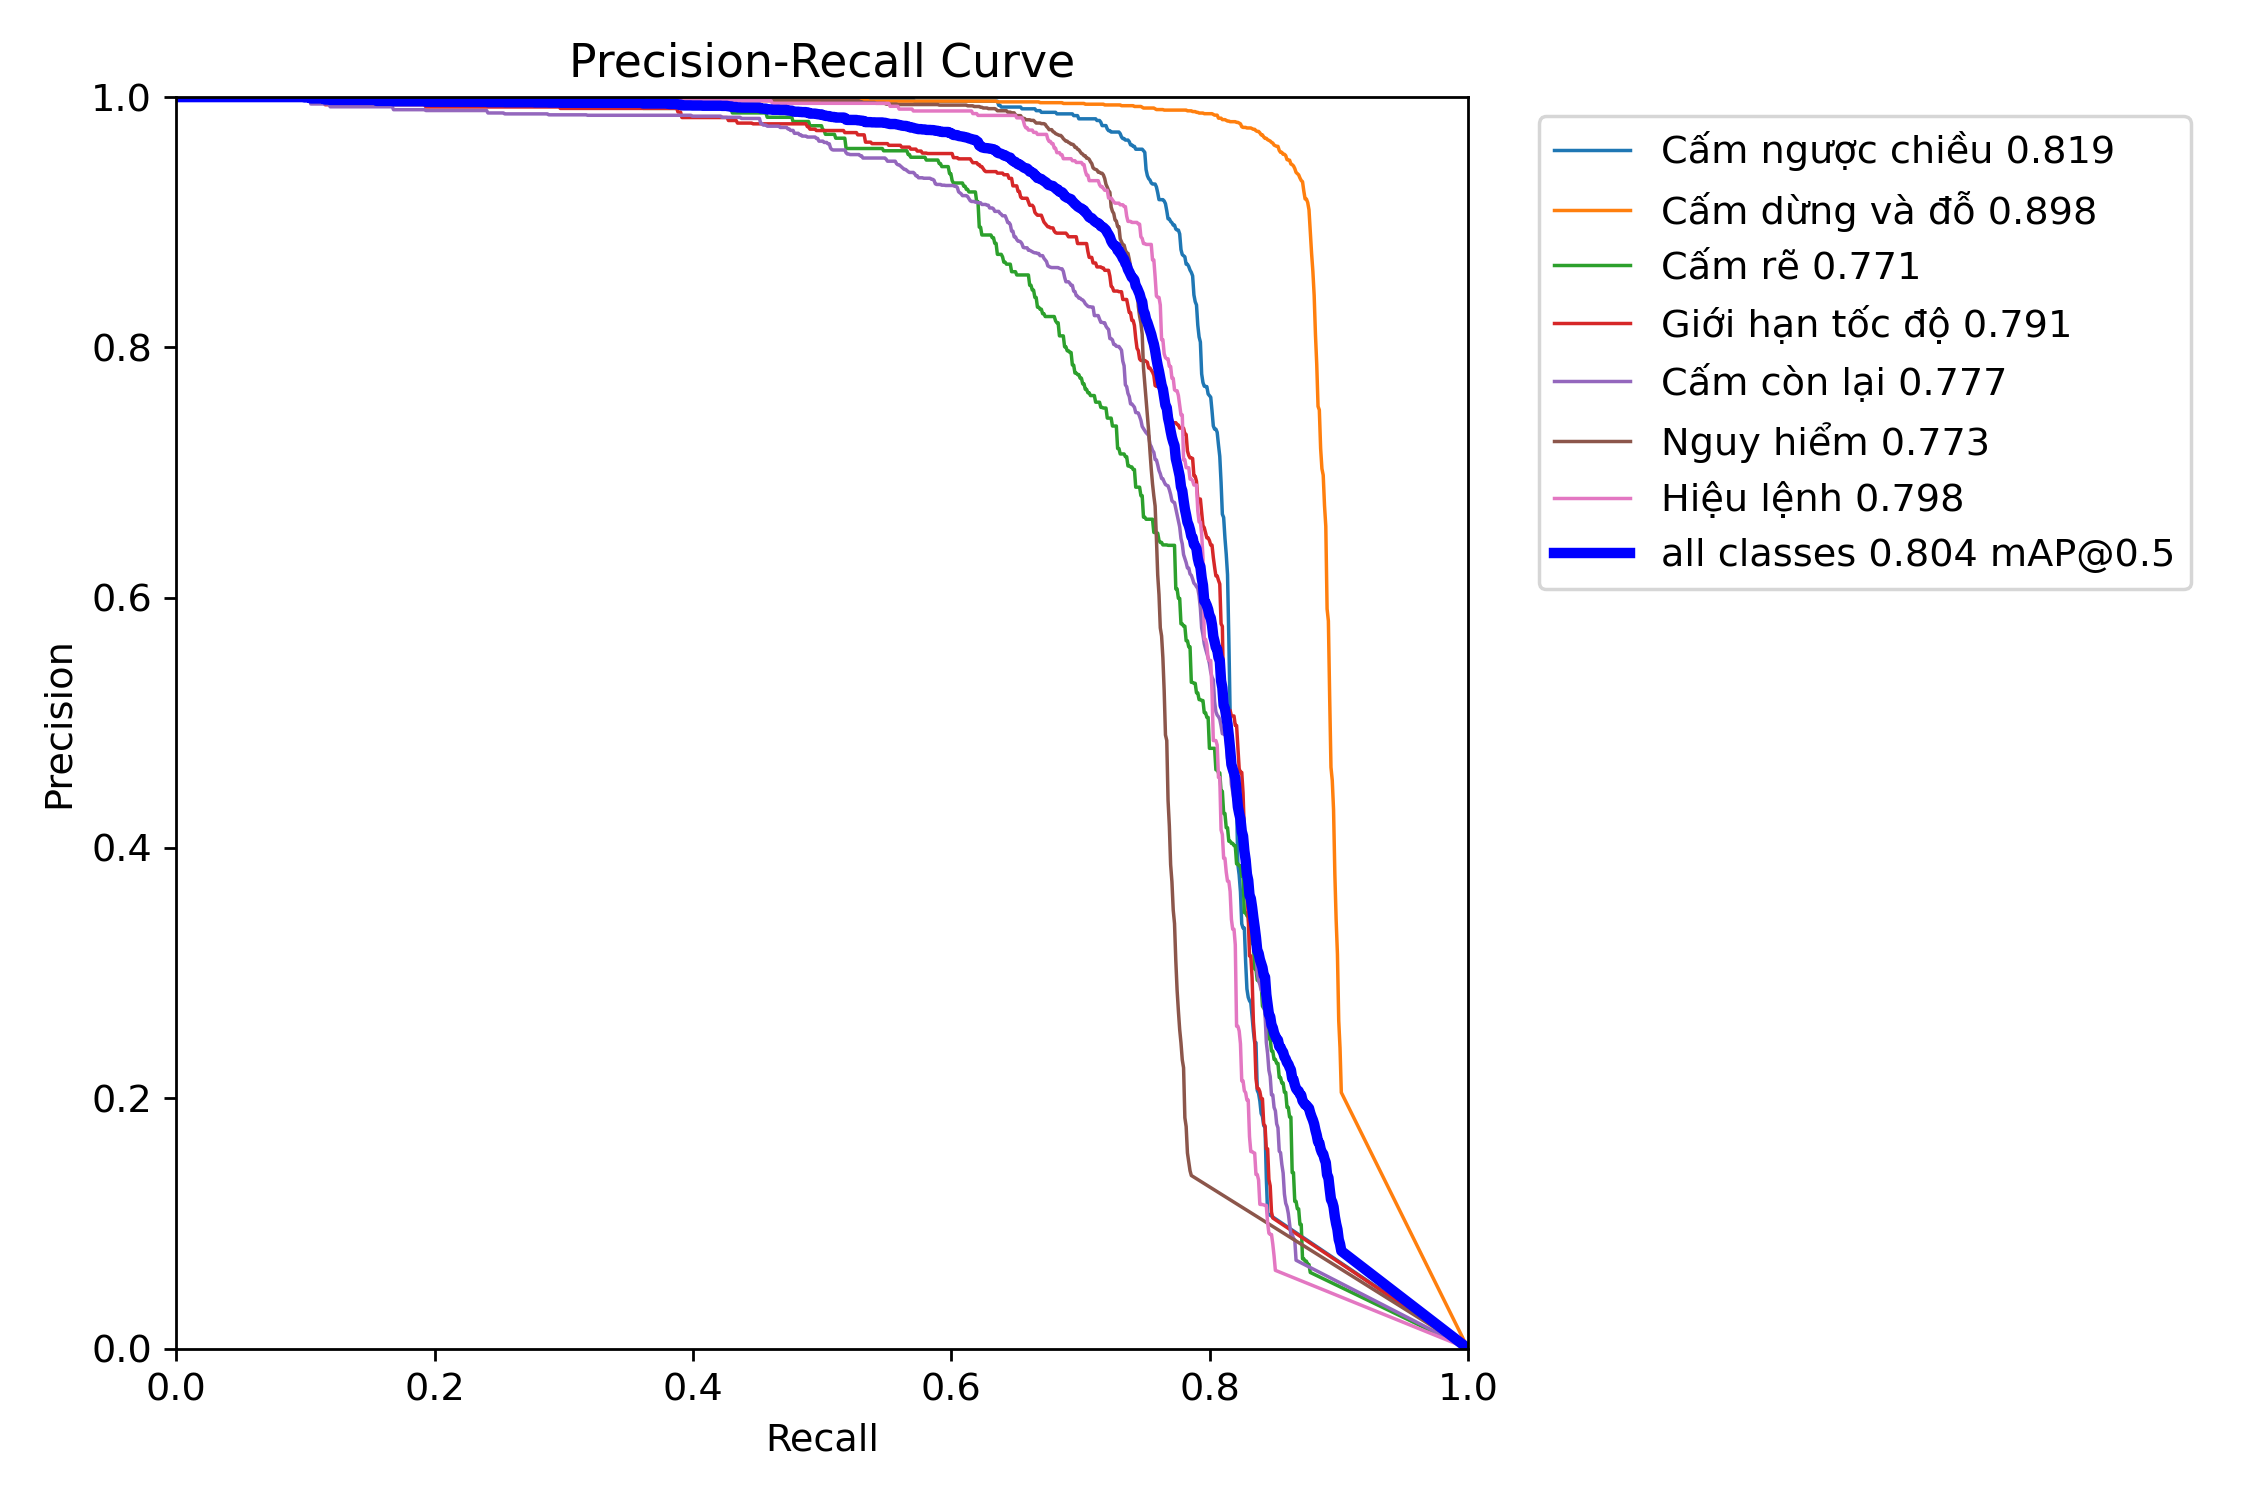 Precision-Recall Curve
1.0
0.8
0.6
0.4
0.2
0.0
Precision
0.0 0.2 0.4 0.6 0.8 1.0
Recall
Cấm ngược chiều 0.819
Cấm dừng và đỗ 0.898
Cấm rẽ 0.771
Giới hạn tốc độ 0.791
Cấm còn lại 0.777
Nguy hiểm 0.773
Hiệu lệnh 0.798
all classes 0.804 mAP@0.5